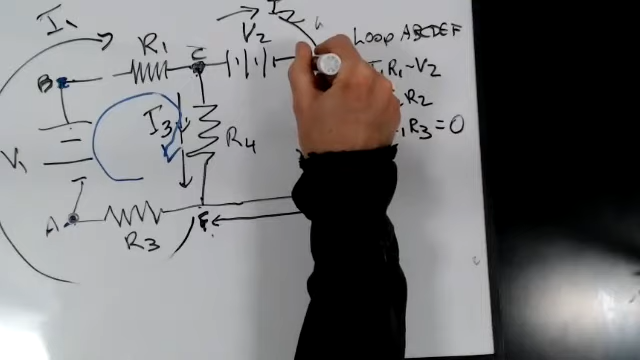 I₁
I₂
R₁
C
V₂
Loop ABCDEF
B
I₁R₁-V₂
I₃
R₂
R₄
R₃=0
V₁
A
R₃
F